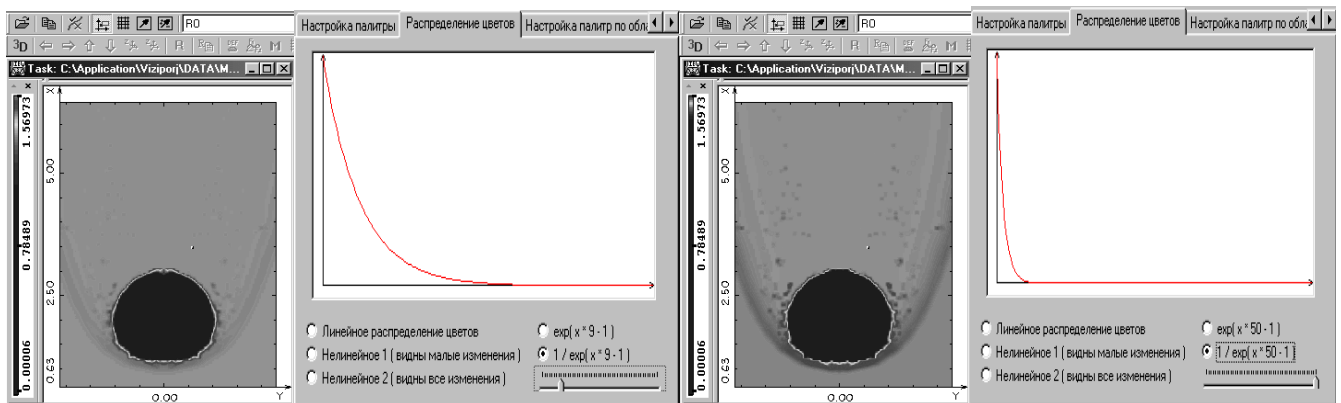 RO
Настройка палитры
Распределение цветов
Настройка палитр по обла
3D
R
M
Task: C:\Application\Viziporj\DATA\M...
X
1.56973
0.78489
0.00006
5.00
2.50
0.63
0.00
Y
Линейное распределение цветов
Нелинейное 1 ( видны малые изменения )
Нелинейное 2 ( видны все изменения )
exp( x * 9 - 1 )
1 / exp( x * 9 - 1 )
RO
Настройка палитры
Распределение цветов
Настройка палитр по обла
3D
R
M
Task: C:\Application\Viziporj\DATA\M...
X
1.56973
0.78489
0.00006
5.00
2.50
0.63
0.00
Y
Линейное распределение цветов
Нелинейное 1 ( видны малые изменения )
Нелинейное 2 ( видны все изменения )
exp( x * 50 - 1 )
1 / exp( x * 50 - 1 )